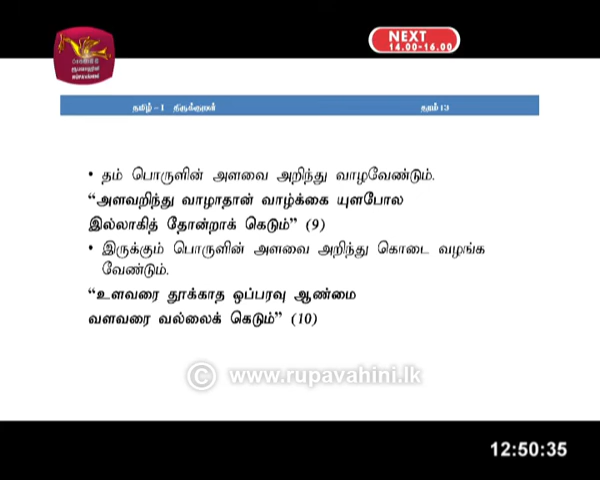 NEXT
14.00-16.00
தமிழ் – 1 திருக்குறள் தரம் 13
• தம் பொருளின் அளவை அறிந்து வாழவேண்டும்.
“அளவறிந்து வாழாதான் வாழ்க்கை யுளபோல
இல்லாகித் தோன்றாக் கெடும்” (9)
• இருக்கும் பொருளின் அளவை அறிந்து கொடை வழங்க
வேண்டும்.
“உளவரை தூக்காத ஒப்பரவு ஆண்மை
வளவரை வல்லைக் கெடும்” (10)
© www.rupavahini.lk
12:50:35